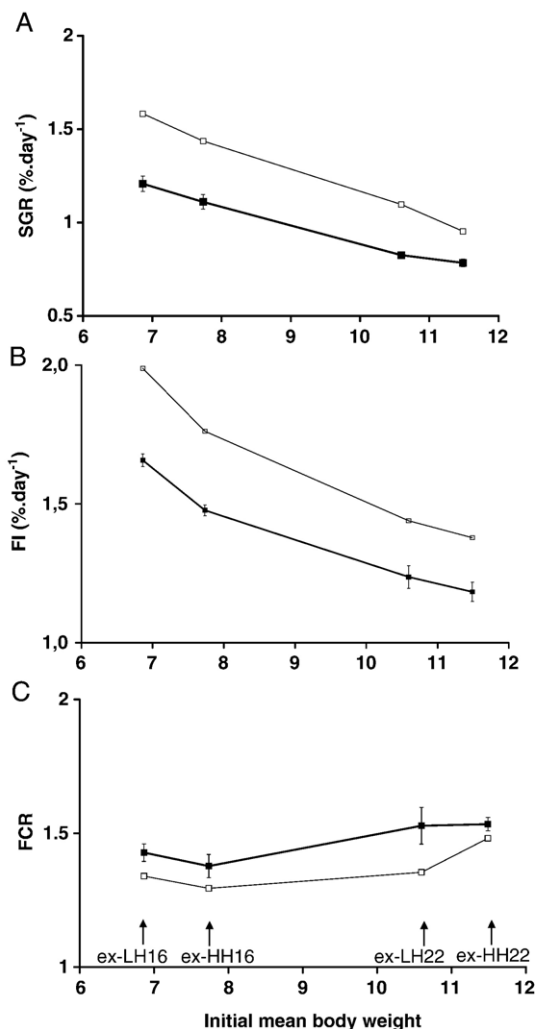 A
2
1.5
1
0.5
SGR (%.day-1)
6 7 8 9 10 11 12
B
2,0
1,5
1,0
FI (%.day-1)
6 7 8 9 10 11 12
C
2
1.5
1
FCR
ex-LH16 ex-HH16 ex-LH22 ex-HH22
6 7 8 9 10 11 12
Initial mean body weight